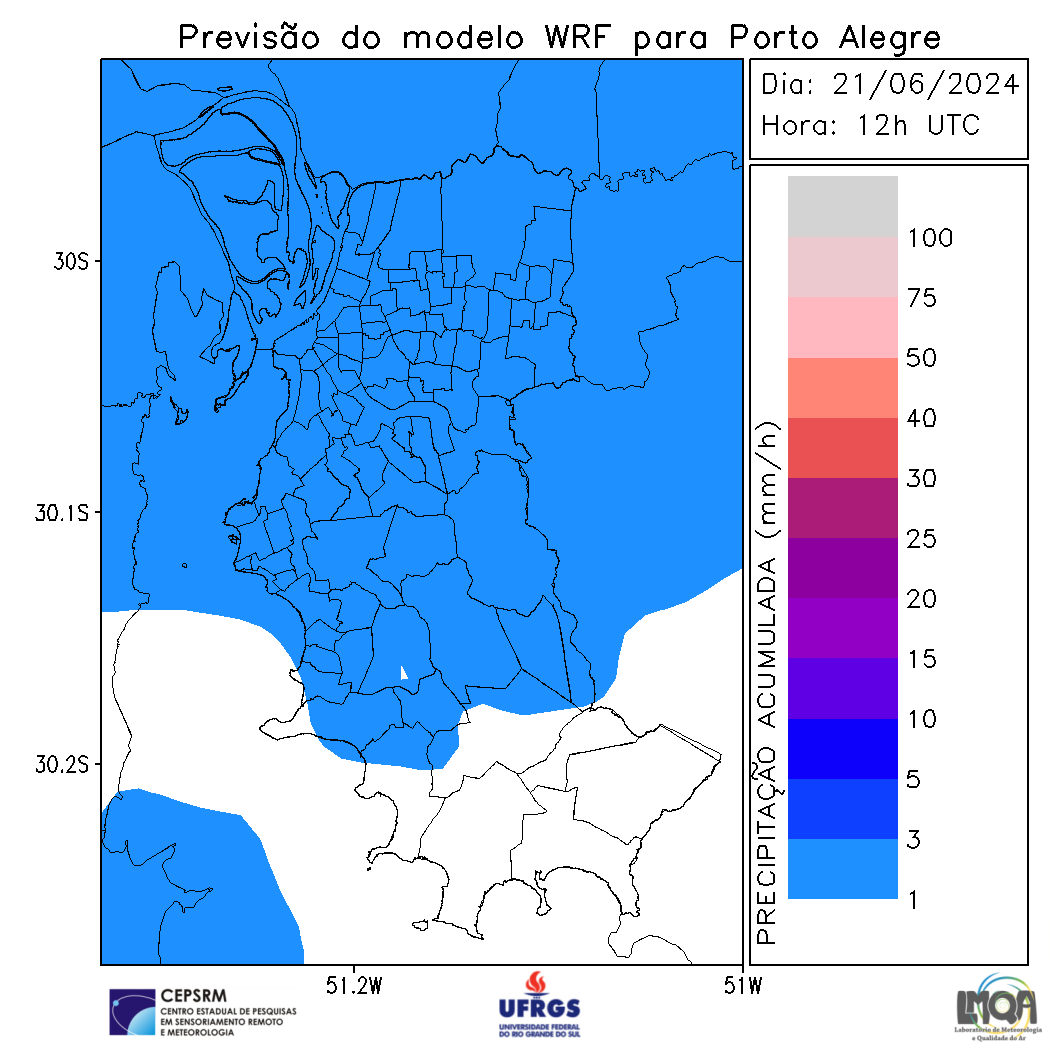 Previsão do modelo WRF para Porto Alegre
Dia: 21/06/2024
Hora: 12h UTC
30S
30.1S
30.2S
51.2W
51W
PRECIPITAÇÃO ACUMULADA (mm/h)
100
75
50
40
30
25
20
15
10
5
3
1
CEPSRM
CENTRO ESTADUAL DE PESQUISAS
EM SENSORIAMENTO REMOTO
E METEOROLOGIA
UFRGS
UNIVERSIDADE FEDERAL
DO RIO GRANDE DO SUL
LMQA
Laboratório de Meteorologia
e Qualidade do Ar